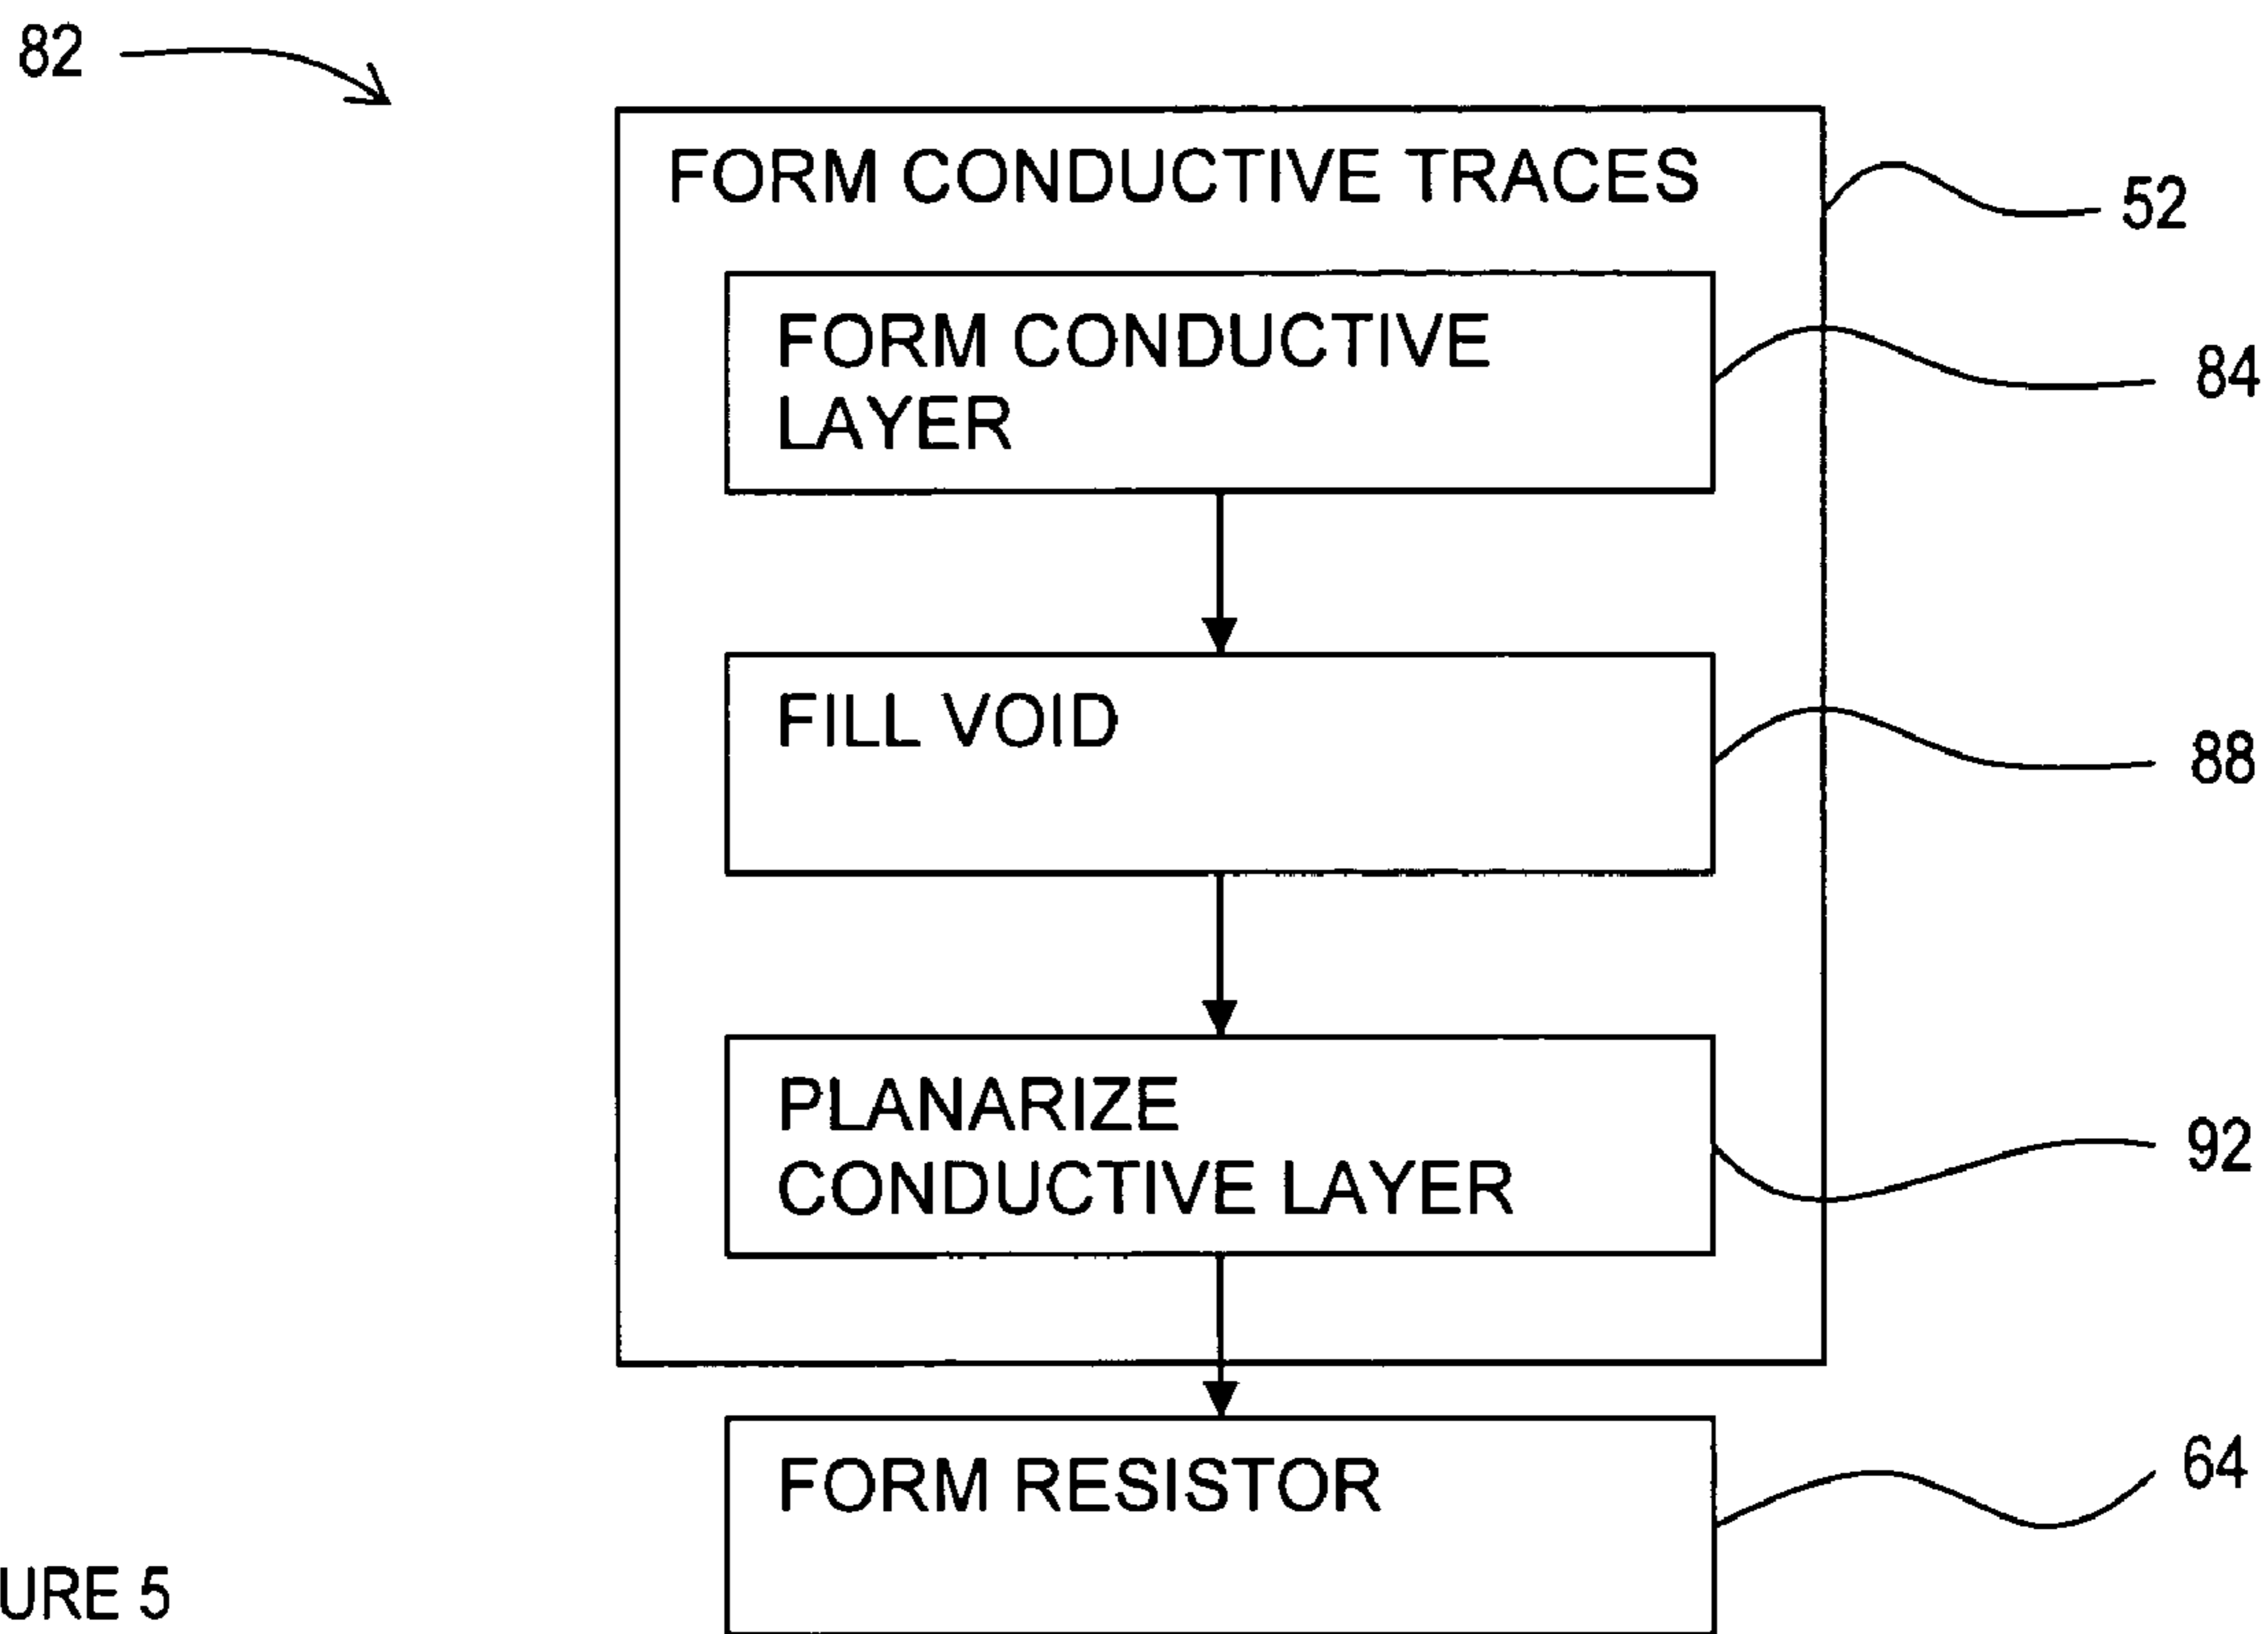 82
FORM CONDUCTIVE TRACES
52
FORM CONDUCTIVE
LAYER
84
FILL VOID
88
PLANARIZE
CONDUCTIVE LAYER
92
FORM RESISTOR
64
URE 5